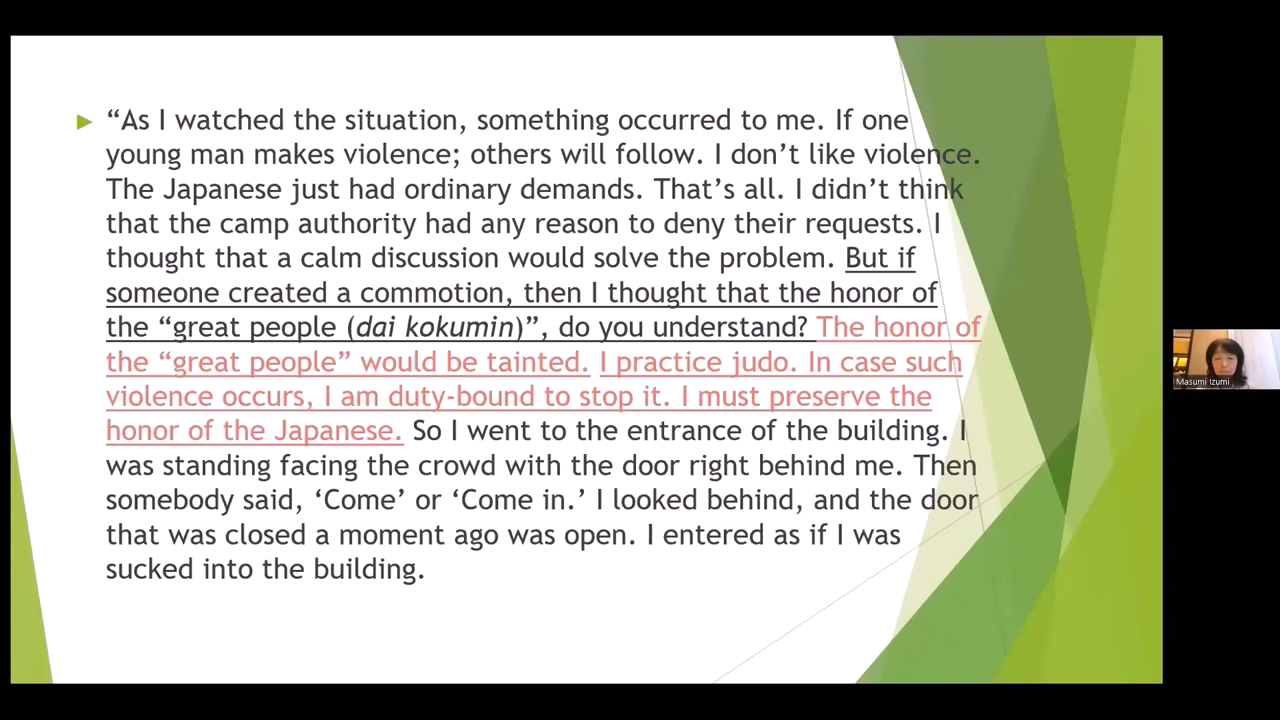 “As I watched the situation, something occurred to me. If one
young man makes violence; others will follow. I don’t like violence.
The Japanese just had ordinary demands. That’s all. I didn’t think
that the camp authority had any reason to deny their requests. I
thought that a calm discussion would solve the problem. But if
someone created a commotion, then I thought that the honor of
the “great people (dai kokumin)”, do you understand? The honor of
the “great people” would be tainted. I practice judo. In case such
violence occurs, I am duty-bound to stop it. I must preserve the
honor of the Japanese. So I went to the entrance of the building. I
was standing facing the crowd with the door right behind me. Then
somebody said, ‘Come’ or ‘Come in.’ I looked behind, and the door
that was closed a moment ago was open. I entered as if I was
sucked into the building.
Masumi Izumi